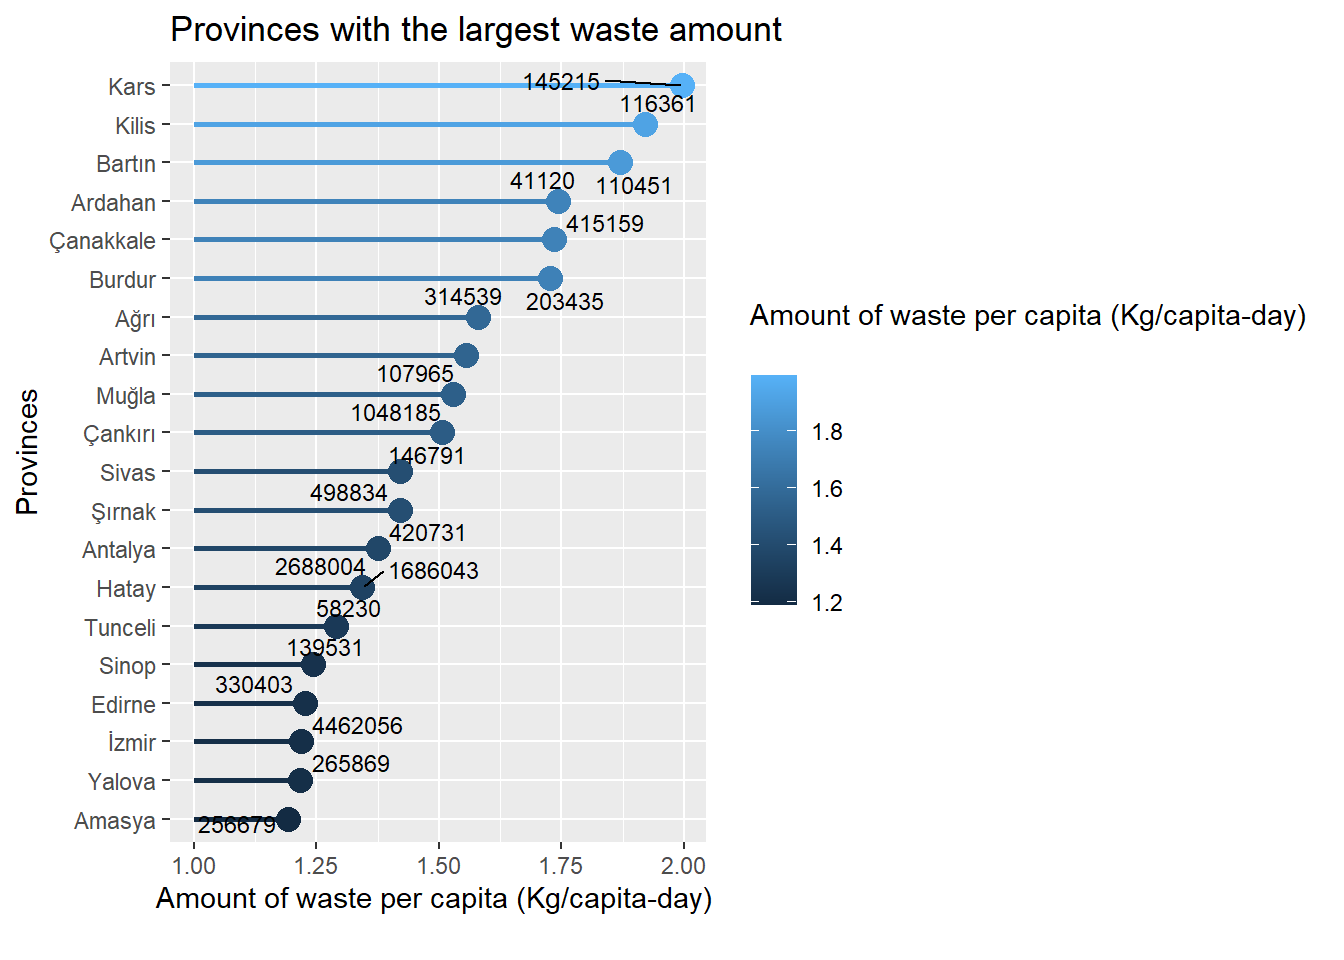 Provinces with the largest waste amount
Provinces
Kars
145215
116361
Kilis
Bartın
41120
110451
Ardahan
415159
Çanakkale
Burdur
314539
203435
Ağrı
Artvin
107965
Muğla
1048185
Çankırı
146791
Sivas
498834
Şırnak
420731
Antalya
2688004
1686043
Hatay
58230
Tunceli
139531
Sinop
330403
Edirne
4462056
İzmir
265869
Yalova
256679
Amasya
1.00 1.25 1.50 1.75 2.00
Amount of waste per capita (Kg/capita-day)
Amount of waste per capita (Kg/capita-day)
1.8
1.6
1.4
1.2